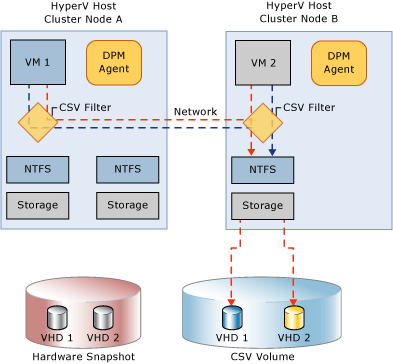 HyperV Host
Cluster Node A
HyperV Host
Cluster Node B
VM 1
DPM
Agent
VM 2
DPM
Agent
CSV Filter
Network
CSV Filter
NTFS
NTFS
NTFS
Storage
Storage
Storage
VHD 1
VHD 2
VHD 1
VHD 2
Hardware Snapshot
CSV Volume